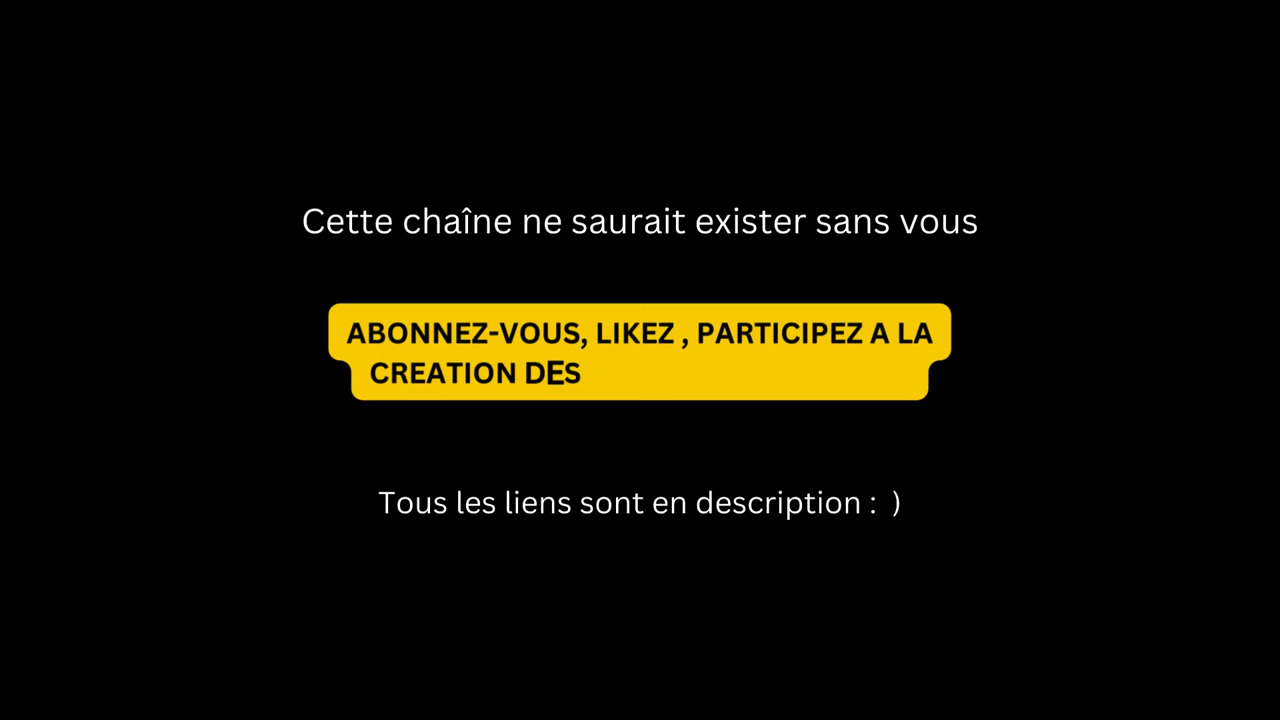 Cette chaîne ne saurait exister sans vous
ABONNEZ-VOUS, LIKEZ , PARTICIPEZ A LA
CREATION DES
Tous les liens sont en description : )